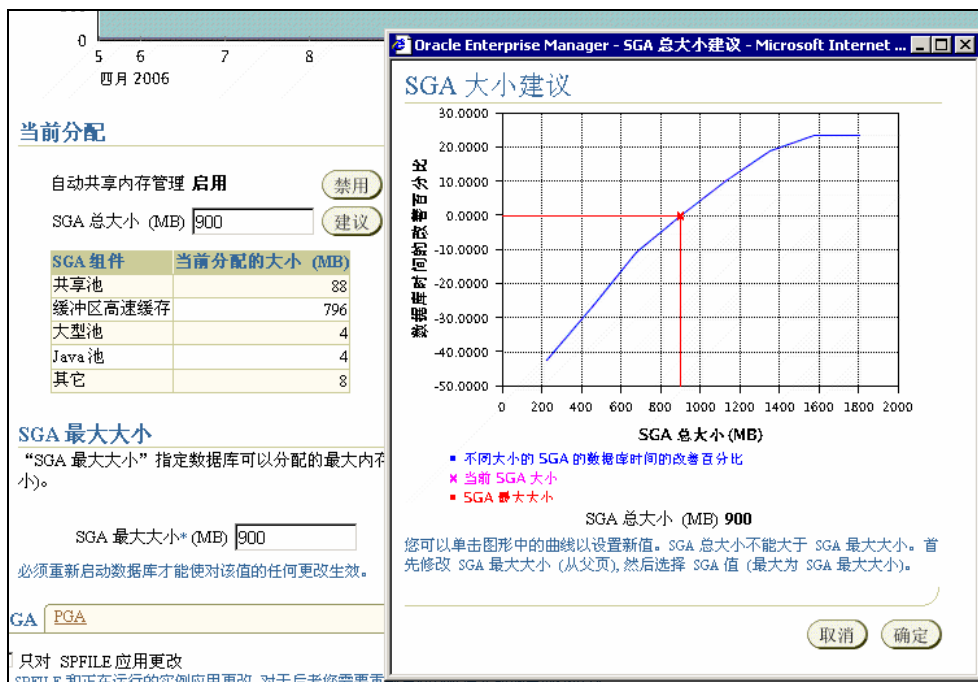 0
5 6 7 8
四月 2006
当前分配
自动共享内存管理 启用 禁用
SGA 总大小 (MB) 900 建议
SGA 组件 当前分配的大小 (MB)
共享池 88
缓冲区高速缓存 796
大型池 4
Java 池 4
其它 8
SGA 最大大小
“SGA 最大大小”指定数据库可以分配的最大内存
小)。
SGA 最大大小* (MB) 900
必须重新启动数据库才能使对该值的任何更改生效。
GA PGA
只对 SPFILE 应用更改
Oracle Enterprise Manager - SGA 总大小建议 - Microsoft Internet ...
SGA 大小建议
数据库时间的改善百分比
30.0000
20.0000
10.0000
0.0000
-10.0000
-20.0000
-30.0000
-40.0000
-50.0000
0 200 400 600 800 1000 1200 1400 1600 1800 2000
SGA 总大小(MB)
不同大小的 SGA 的数据库时间的改善百分比
当前 SGA 大小
SGA 最大大小
SGA 总大小 (MB) 900
您可以单击图形中的曲线以设置新值。SGA 总大小不能大于 SGA 最大大小。首
先修改 SGA 最大大小 (从父页), 然后选择 SGA 值 (最大为 SGA 最大大小)。
取消 确定